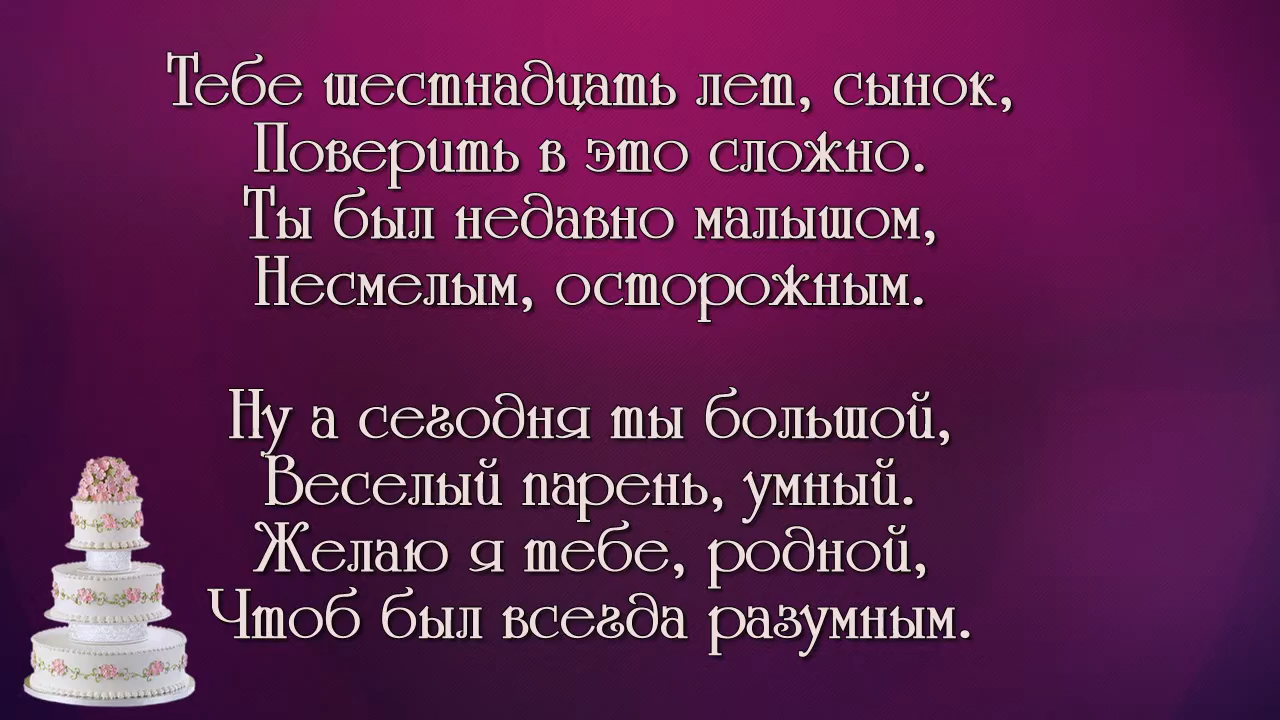 Тебе шестнадцать лет, сынок,
Поверить в это сложно.
Ты был недавно малышом,
Несмелым, осторожным.
Ну а сегодня ты большой,
Веселый парень, умный.
Желаю я тебе, родной,
Чтоб был всегда разумным.